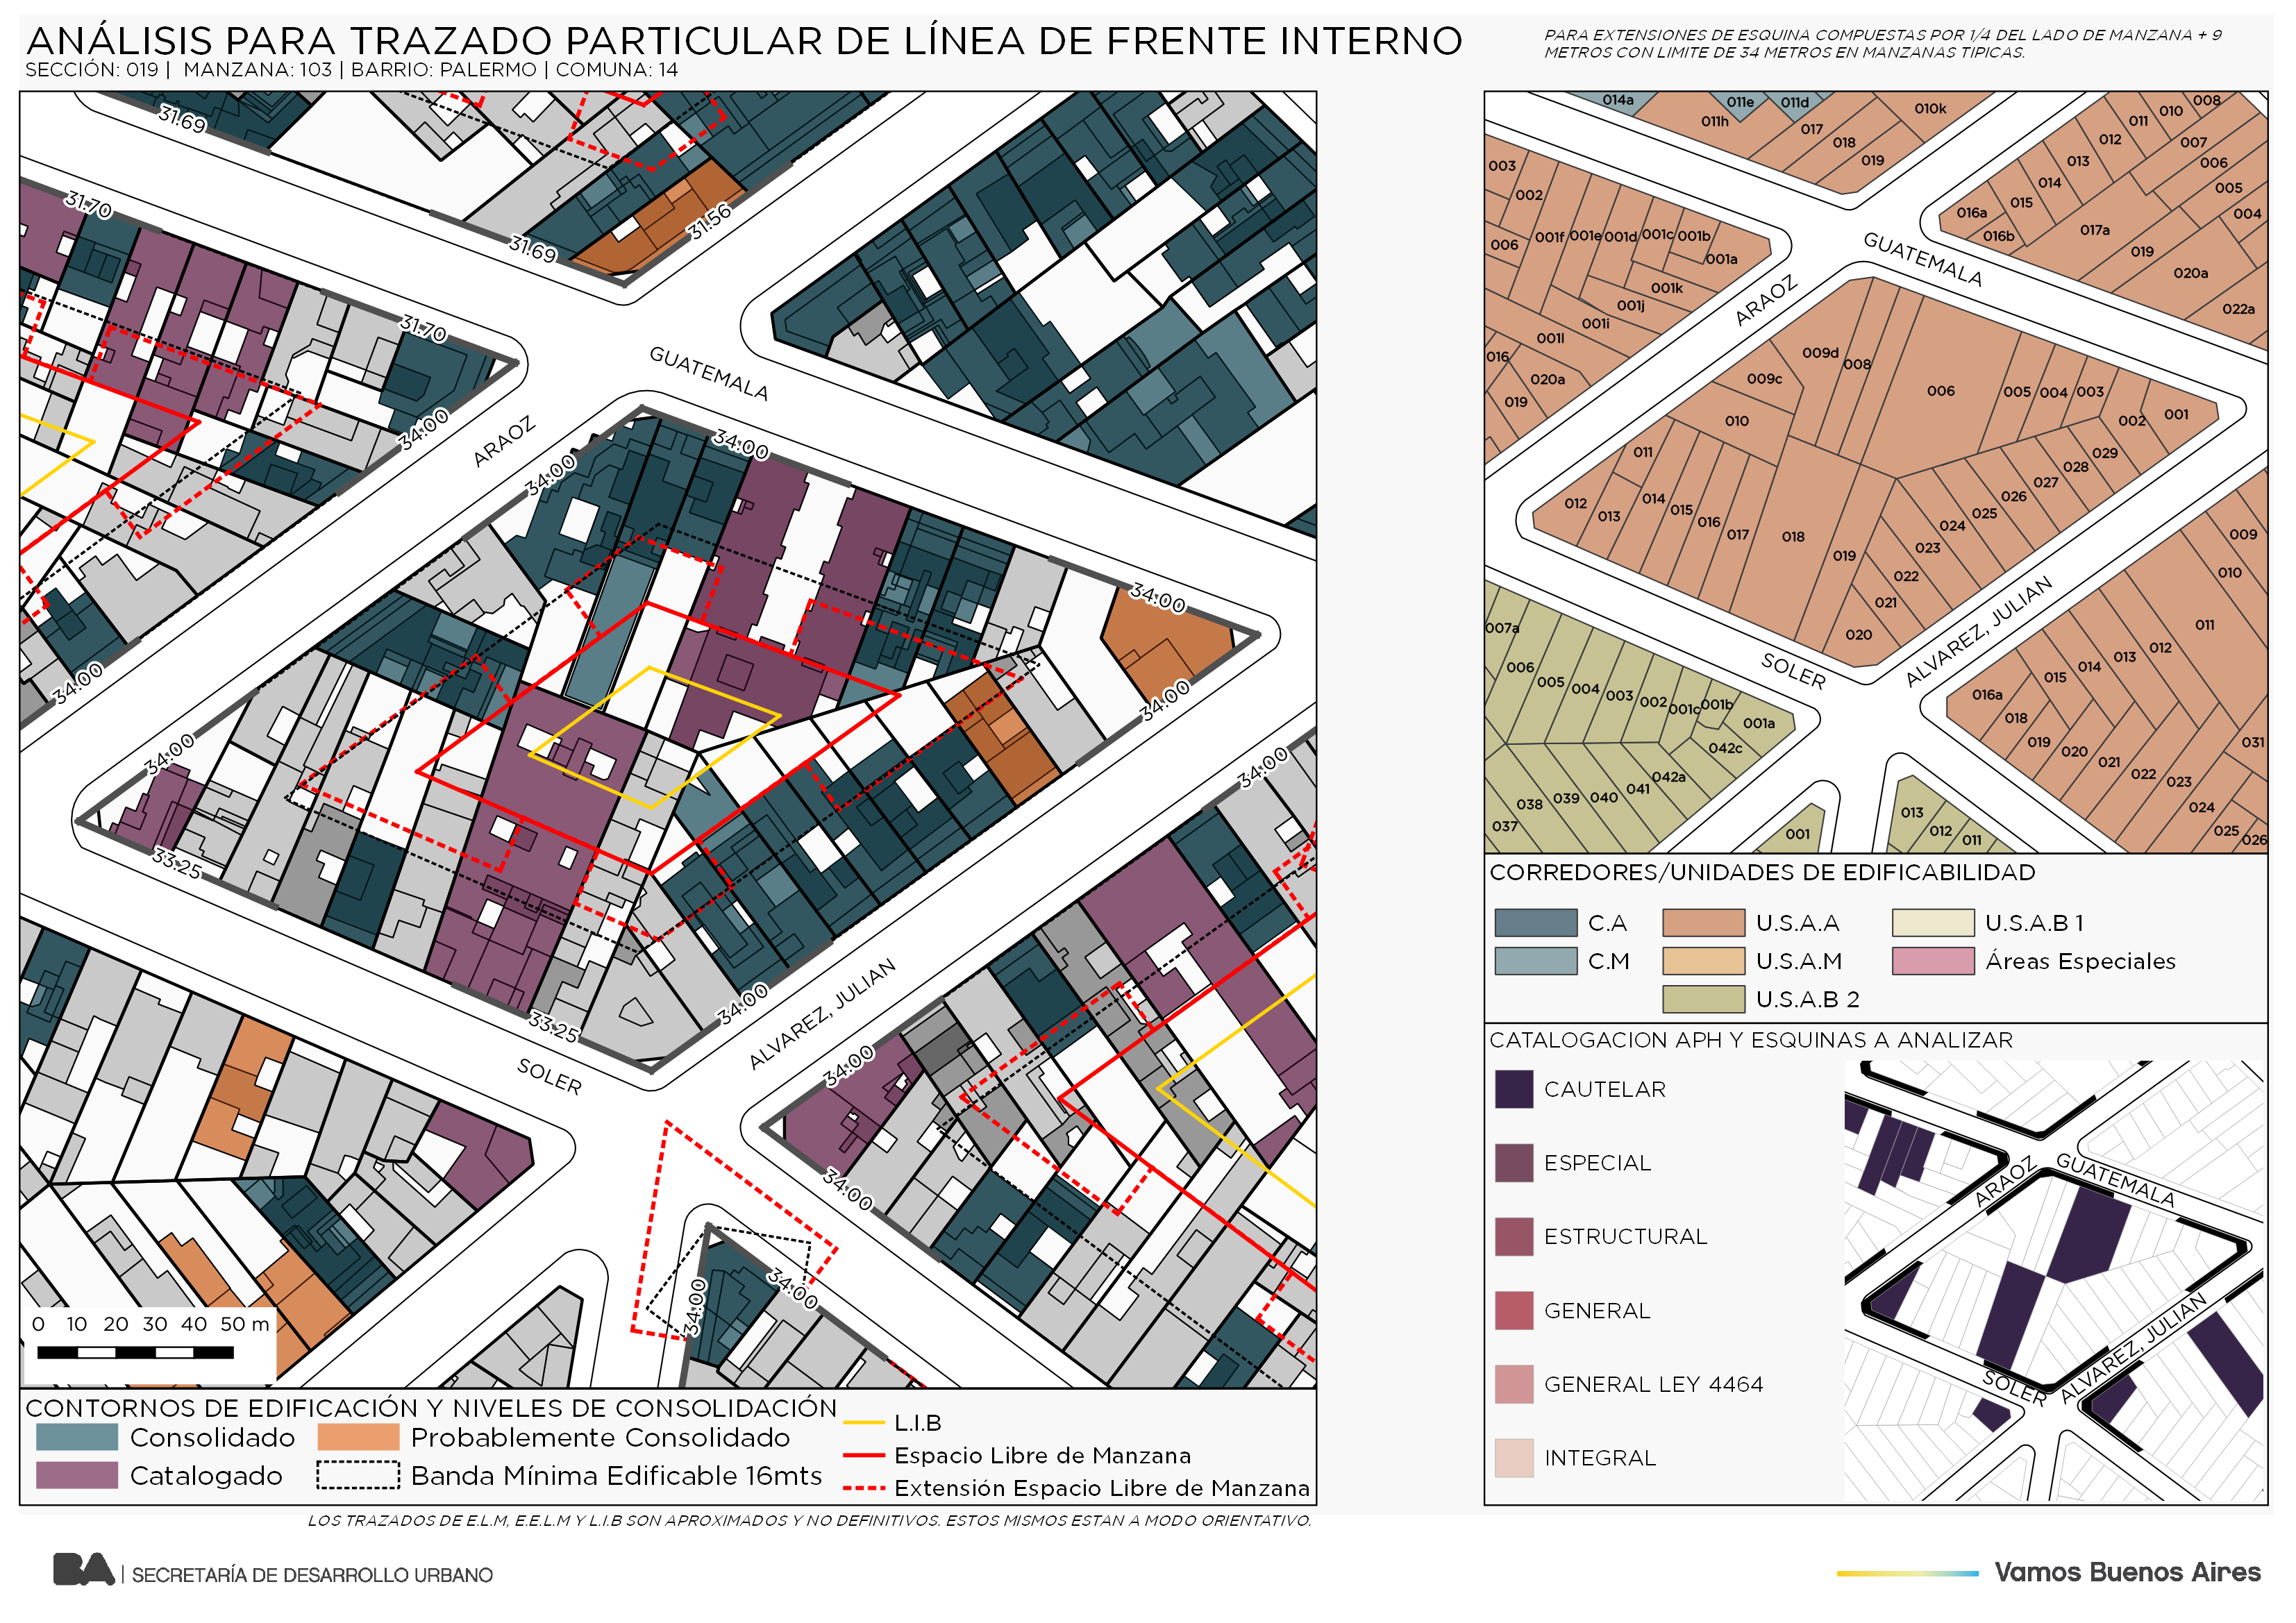 ANÁLISIS PARA TRAZADO PARTICULAR DE LÍNEA DE FRENTE INTERNO
SECCIÓN: 019 | MANZANA: 103 | BARRIO: PALERMO | COMUNA: 14
PARA EXTENSIONES DE ESQUINA COMPUESTAS POR 1/4 DEL LADO DE MANZANA + 9
METROS CON LIMITE DE 34 METROS EN MANZANAS TIPICAS.
31.69
31.70
31.69
31.56
31.70
34.00
GUATEMALA
ARAOZ
34.00
34.00
34.00
34.00
34.00
34.00
33.25
34.00
34.00
33.25
ALVAREZ, JULIAN
SOLER
34.00
34.00
34.00
34.00
0 10 20 30 40 50 m
CONTORNOS DE EDIFICACIÓN Y NIVELES DE CONSOLIDACIÓN
Consolidado
Probablemente Consolidado
Catalogado
Banda Mínima Edificable 16mts
L.I.B
Espacio Libre de Manzana
Extensión Espacio Libre de Manzana
LOS TRAZADOS DE E.L.M, E.E.L.M Y L.I.B SON APROXIMADOS Y NO DEFINITIVOS. ESTOS MISMOS ESTAN A MODO ORIENTATIVO.
014a 011e 011d 010k 011h 017 018 019
008 010 011 012 007 013 006 014 005 015 004 016a 016b 017a 019 020a 022a
003 002 006 001f 001e 001d 001c 001b 001a 001k 001j 001i 001l 016 020a 019
GUATEMALA
ARAOZ
009d 008 009c 006 005 004 003 002 001
010 011 029 028 027 026 025 024 023 022 021 020
012 013 014 015 016 017 018 019
SOLER
ALVAREZ, JULIAN
007a 006 005 004 003 002 001c 001b 001a 042c 042a 041 040 039 038 037
009 010 011 012 013 014 015 016a 018 019 020 021 022 023 024 025 026 031
001 013 012 011
CORREDORES/UNIDADES DE EDIFICABILIDAD
C.A
U.S.A.A
U.S.A.B 1
C.M
U.S.A.M
Áreas Especiales
U.S.A.B 2
CATALOGACION APH Y ESQUINAS A ANALIZAR
CAUTELAR
ESPECIAL
ESTRUCTURAL
GENERAL
GENERAL LEY 4464
INTEGRAL
ARAOZ
GUATEMALA
SOLER
ALVAREZ, JULIAN
BA | SECRETARÍA DE DESARROLLO URBANO
Vamos Buenos Aires